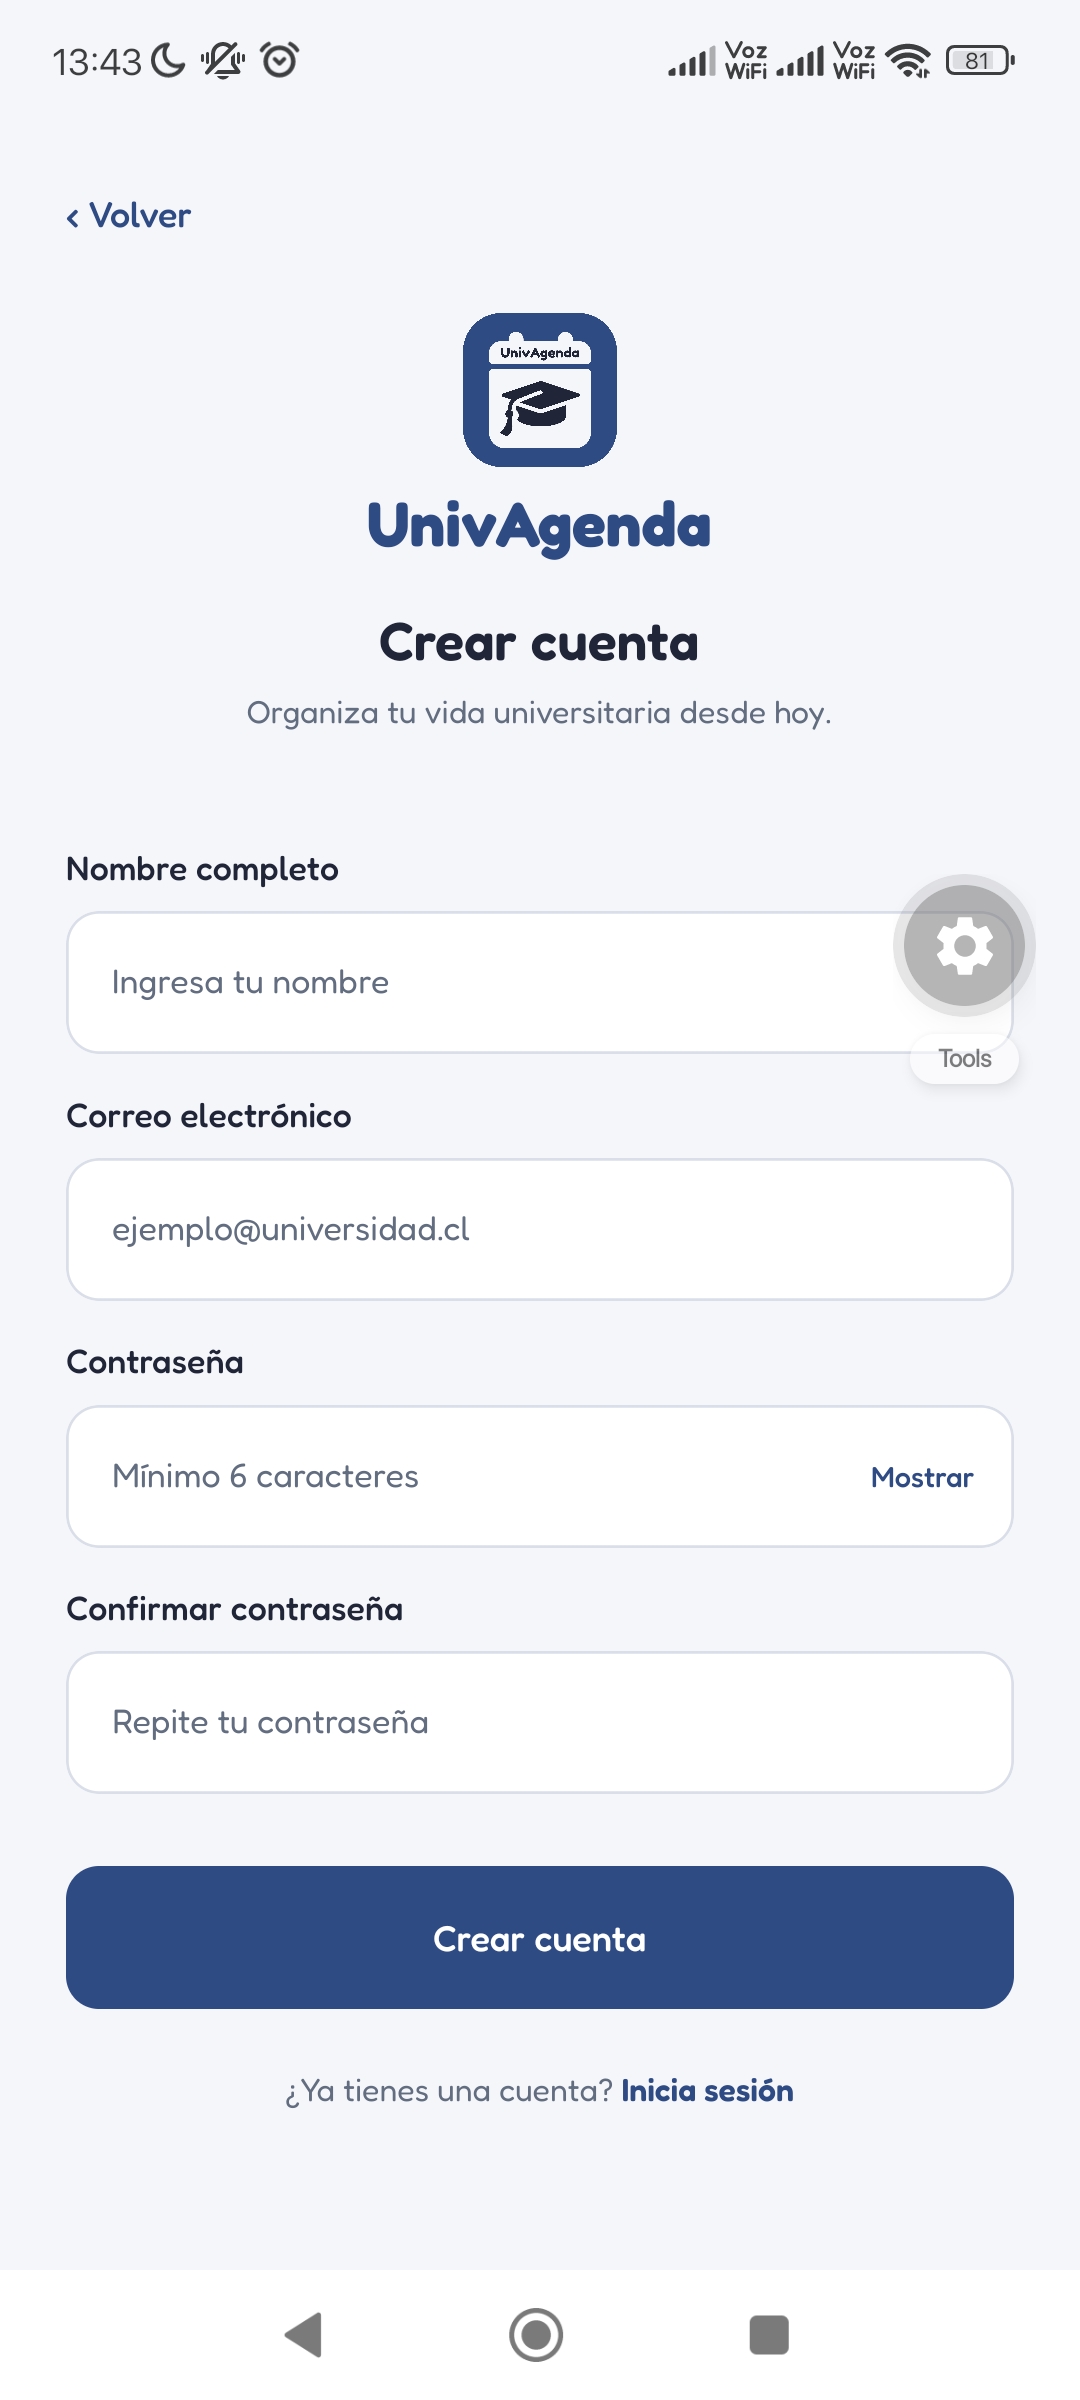 13:43
Voz WiFi
Voz WiFi
81
‹ Volver
UnivAgenda
UnivAgenda
Crear cuenta
Organiza tu vida universitaria desde hoy.
Nombre completo
Ingresa tu nombre
Tools
Correo electrónico
ejemplo@universidad.cl
Contraseña
Mínimo 6 caracteres
Mostrar
Confirmar contraseña
Repite tu contraseña
Crear cuenta
¿Ya tienes una cuenta? Inicia sesión